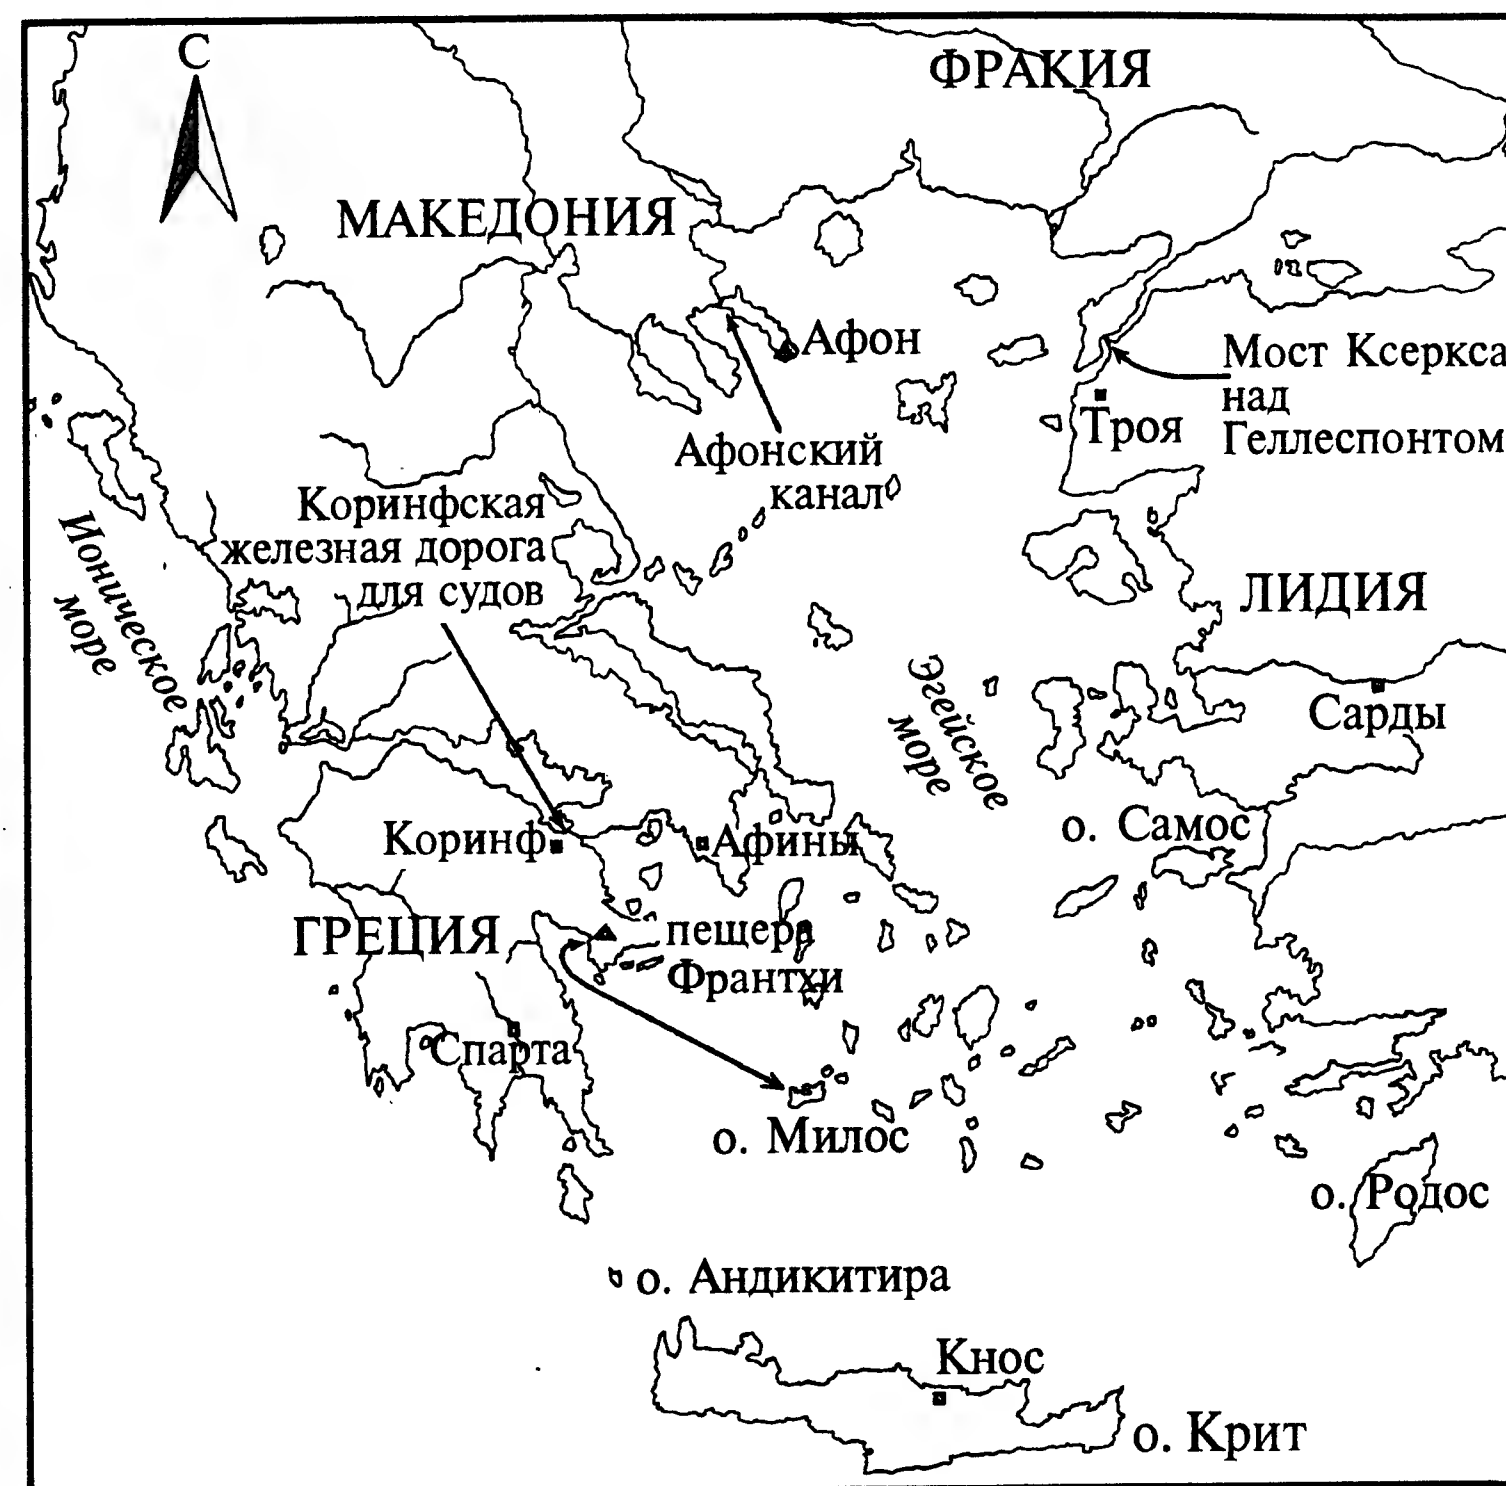 С
ФРАКИЯ
МАКЕДОНИЯ
Афон
Мост Ксеркса
над
Геллеспонтом
Троя
Афонский
канал
Коринфская
железная дорога
для судов
Ионическое
море
ЛИДИЯ
Эгейское
море
Сарды
о. Самос
Коринф
Афины
ГРЕЦИЯ
пещера
Франтхи
Спарта
о. Милос
о. Родос
о. Андикитира
Кнос
о. Крит